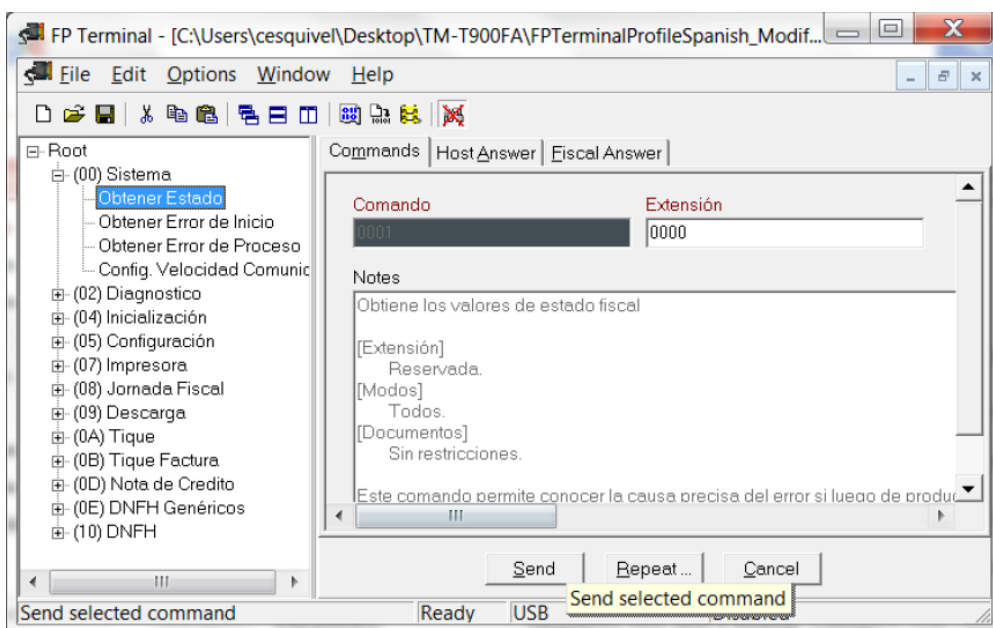 FP Terminal - [C:\Users\cesquivel\Desktop\TM-T900FA\FPTerminalProfileSpanish_Modif...
File Edit Options Window Help
Root
(00) Sistema
Obtener Estado
Obtener Error de Inicio
Obtener Error de Proceso
Config. Velocidad Comunic
(02) Diagnostico
(04) Inicialización
(05) Configuración
(07) Impresora
(08) Jornada Fiscal
(09) Descarga
(0A) Tique
(0B) Tique Factura
(0D) Nota de Credito
(0E) DNFH Genéricos
(10) DNFH
Commands Host Answer Fiscal Answer
Comando Extensión
0001 0000
Notes
Obtiene los valores de estado fiscal
[Extensión]
Reservada.
[Modos]
Todos.
[Documentos]
Sin restricciones.
Este comando permite conocer la causa precisa del error si luego de produc
Send Repeat ... Cancel
Send selected command
Send selected command Ready USB